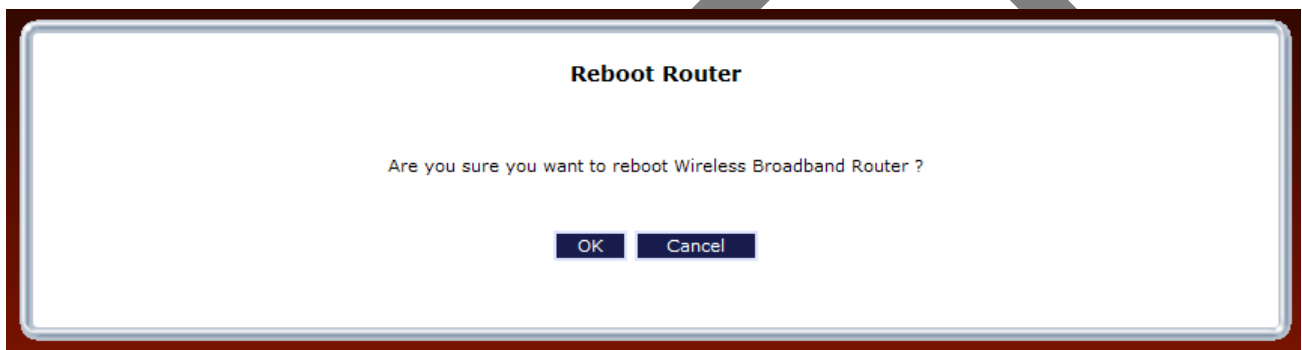 Reboot Router
Are you sure you want to reboot Wireless Broadband Router ?
OK Cancel